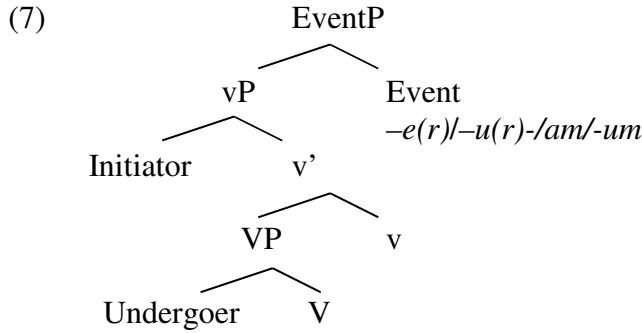 (7) EventP
vP Event
–e(r)/–u(r)-/am/-um
Initiator v’
VP v
Undergoer V